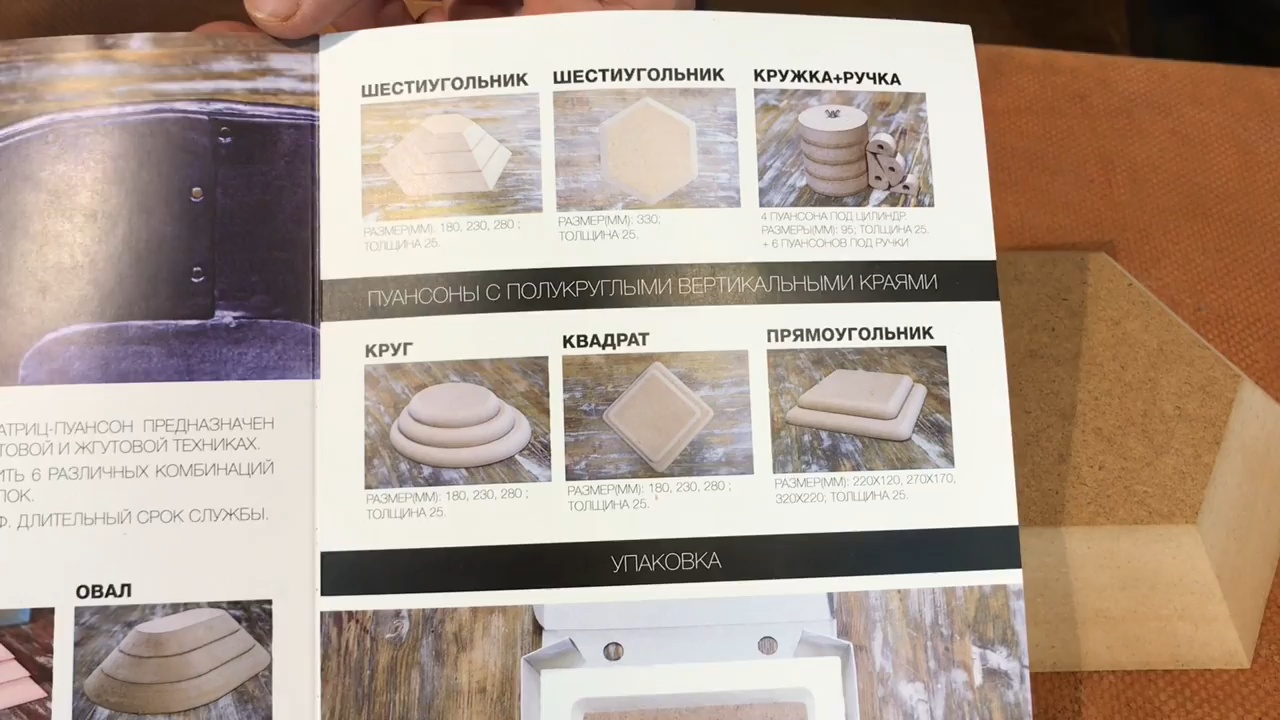 ШЕСТИУГОЛЬНИК
РАЗМЕР(ММ): 180, 230, 280 ;
ТОЛЩИНА 25.
ШЕСТИУГОЛЬНИК
РАЗМЕР(ММ): 330;
ТОЛЩИНА 25.
КРУЖКА+РУЧКА
4 ПУАНСОНА ПОД ЦИЛИНДР.
РАЗМЕРЫ(ММ): 95; ТОЛЩИНА 25.
+ 6 ПУАНСОНОВ ПОД РУЧКИ
ПУАНСОНЫ С ПОЛУКРУГЛЫМИ ВЕРТИКАЛЬНЫМИ КРАЯМИ
КРУГ
РАЗМЕР(ММ): 180, 230, 280 ;
ТОЛЩИНА 25.
КВАДРАТ
РАЗМЕР(ММ): 180, 230, 280 ;
ТОЛЩИНА 25.
ПРЯМОУГОЛЬНИК
РАЗМЕР(ММ): 220Х120, 270Х170,
320Х220; ТОЛЩИНА 25.
УПАКОВКА
АТРИЦ-ПУАНСОН ПРЕДНАЗНАЧЕН
ТОВОЙ И ЖГУТОВОЙ ТЕХНИКАХ.
ИТЬ 6 РАЗЛИЧНЫХ КОМБИНАЦИЙ
ЛОК.
Ф. ДЛИТЕЛЬНЫЙ СРОК СЛУЖБЫ.
ОВАЛ